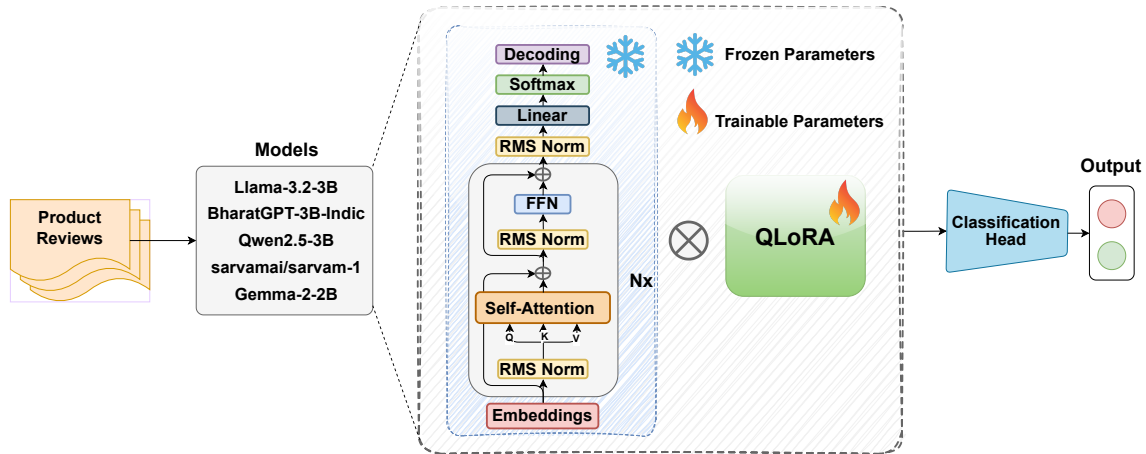 Product
Reviews
Models
Llama-3.2-3B
BharatGPT-3B-Indic
Qwen2.5-3B
sarvamai/sarvam-1
Gemma-2-2B
Decoding
Softmax
Linear
RMS Norm
FFN
RMS Norm
Self-Attention
Q
K
V
RMS Norm
Embeddings
Nx
Frozen Parameters
Trainable Parameters
QLoRA
Classification
Head
Output